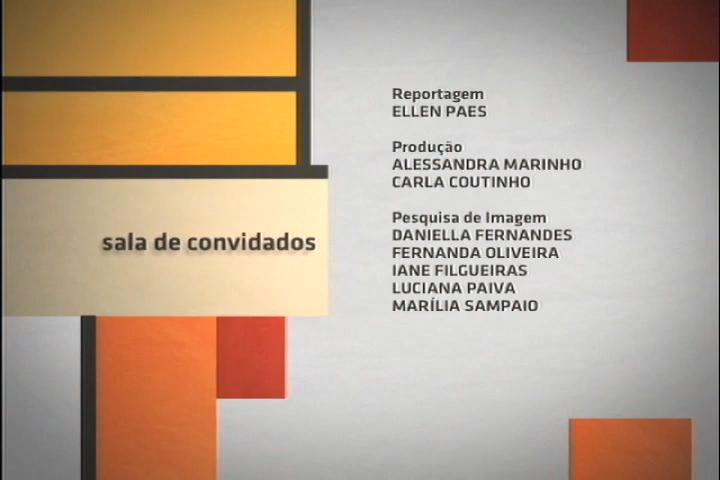 sala de convidados
Reportagem
ELLEN PAES
Produção
ALESSANDRA MARINHO
CARLA COUTINHO
Pesquisa de Imagem
DANIELLA FERNANDES
FERNANDA OLIVEIRA
IANE FILGUEIRAS
LUCIANA PAIVA
MARÍLIA SAMPAIO